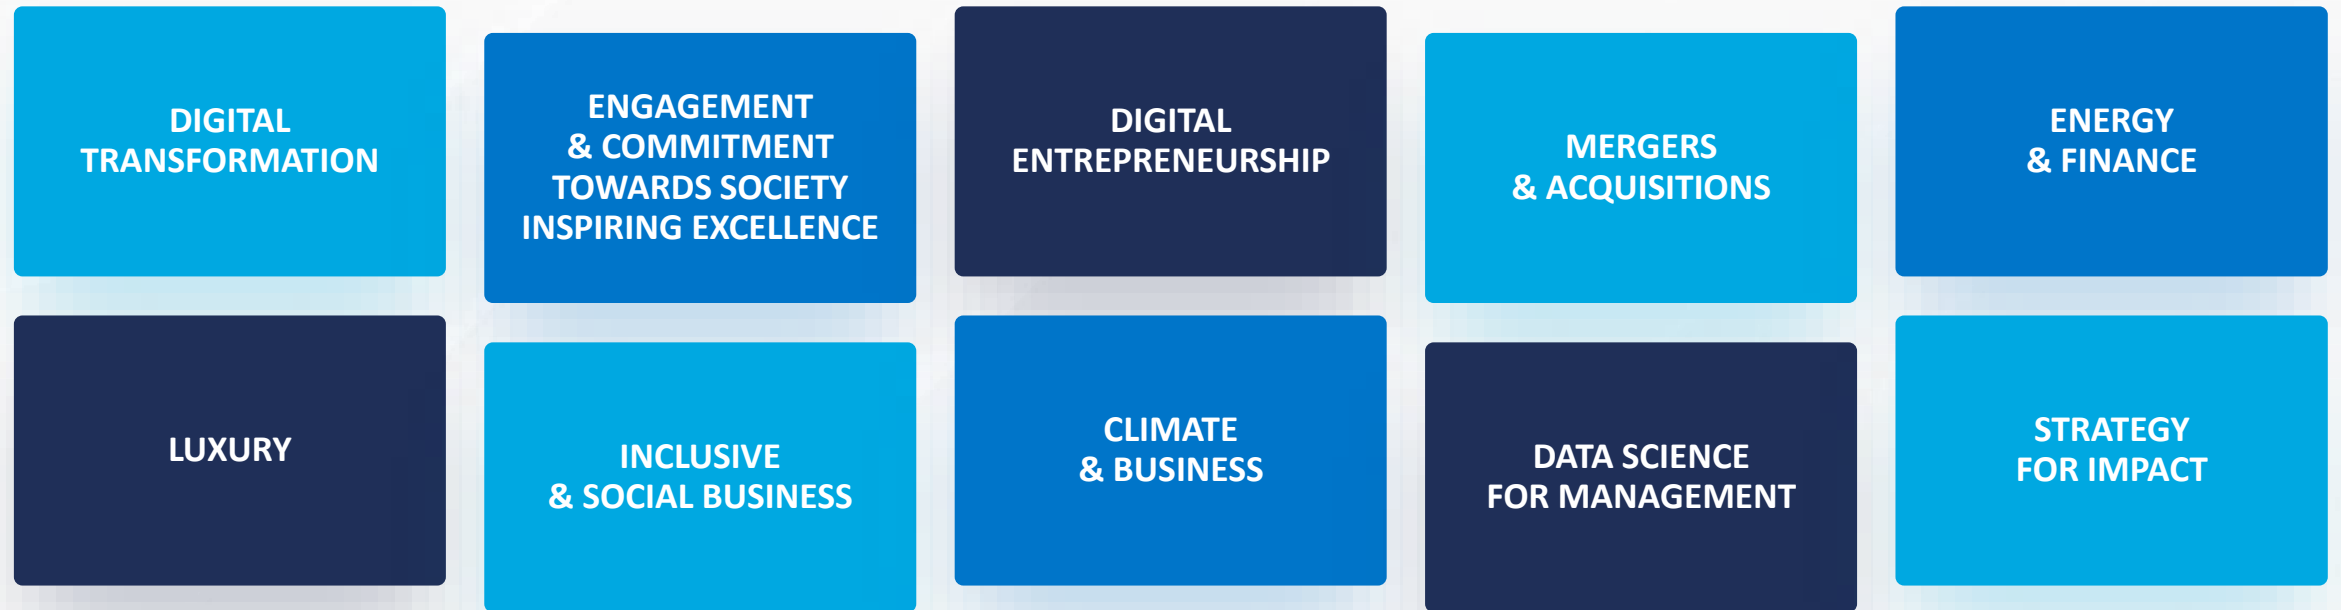 DIGITAL
TRANSFORMATION
ENGAGEMENT
& COMMITMENT
TOWARDS SOCIETY
INSPIRING EXCELLENCE
DIGITAL
ENTREPRENEURSHIP
MERGERS
& ACQUISITIONS
ENERGY
& FINANCE
LUXURY
INCLUSIVE
& SOCIAL BUSINESS
CLIMATE
& BUSINESS
DATA SCIENCE
FOR MANAGEMENT
STRATEGY
FOR IMPACT